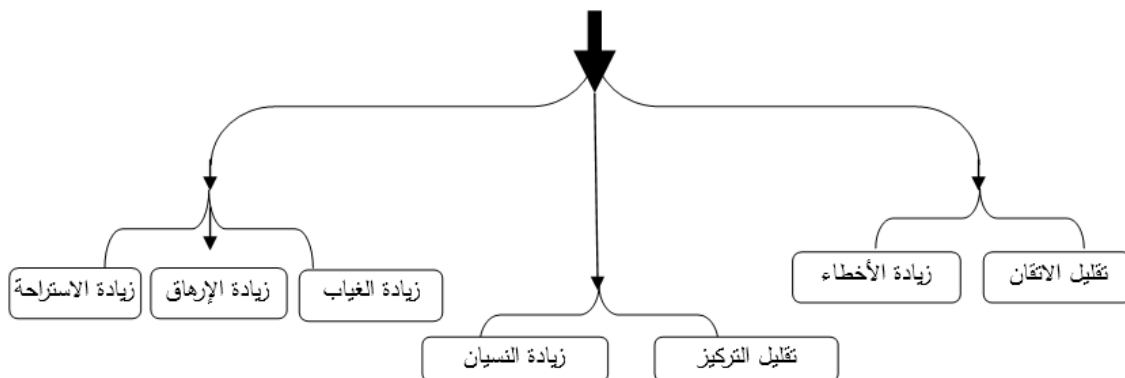 تقليل الاتقان
زيادة الأخطاء
زيادة الغياب
زيادة الإرهاق
زيادة الاستراحة
تقليل التركيز
زيادة النسيان